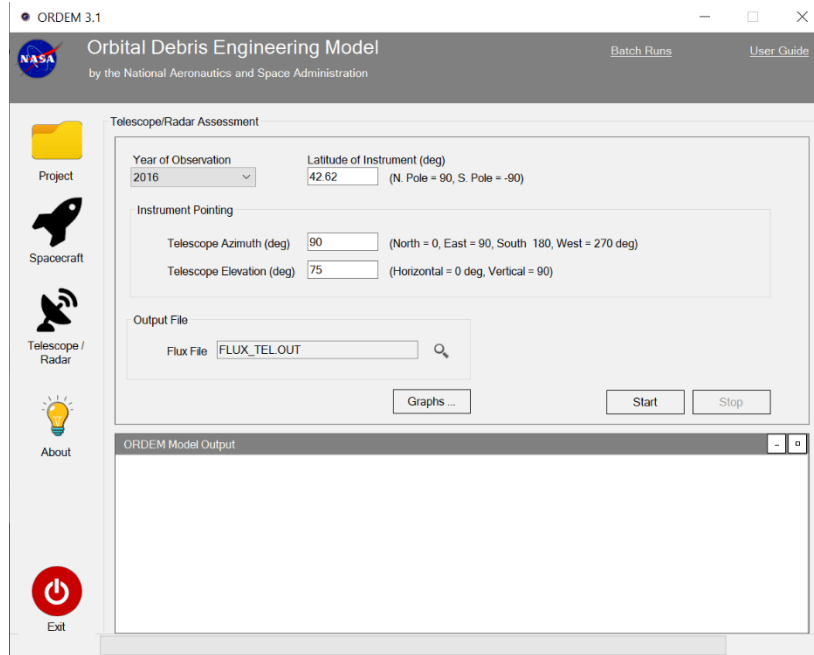 ORDEM 3.1
NASA
Orbital Debris Engineering Model
by the National Aeronautics and Space Administration
Batch Runs
User Guide
Project
Spacecraft
Telescope /
Radar
About
Exit
Telescope/Radar Assessment
Year of Observation
2016
Latitude of Instrument (deg)
42.62 (N. Pole = 90, S. Pole = -90)
Instrument Pointing
Telescope Azimuth (deg) 90 (North = 0, East = 90, South  180, West = 270 deg)
Telescope Elevation (deg) 75 (Horizontal = 0 deg, Vertical = 90)
Output File
Flux File FLUX_TEL.OUT
Graphs ...
Start
Stop
ORDEM Model Output